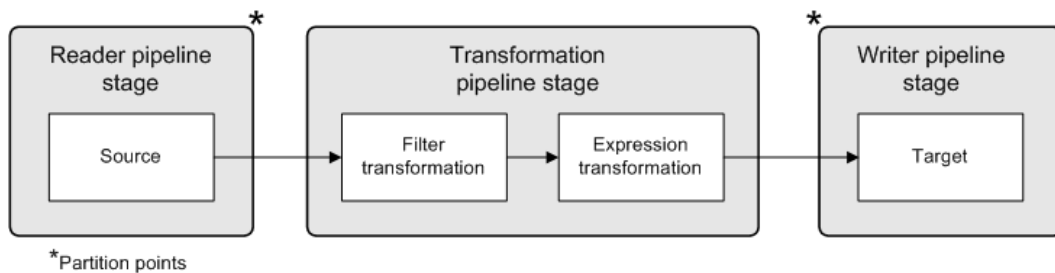 *
*
Reader pipeline
stage
Transformation
pipeline stage
Writer pipeline
stage
Source
Filter
transformation
Expression
transformation
Target
*Partition points